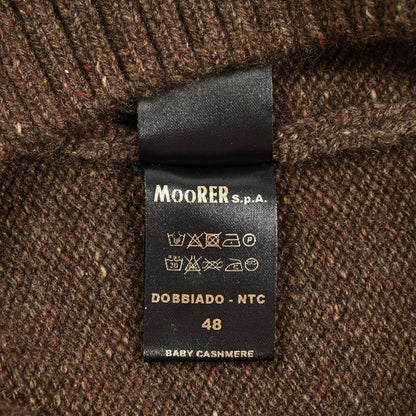 MOORER S.p.A.
DOBBIADO - NTC
48
BABY CASHMERE